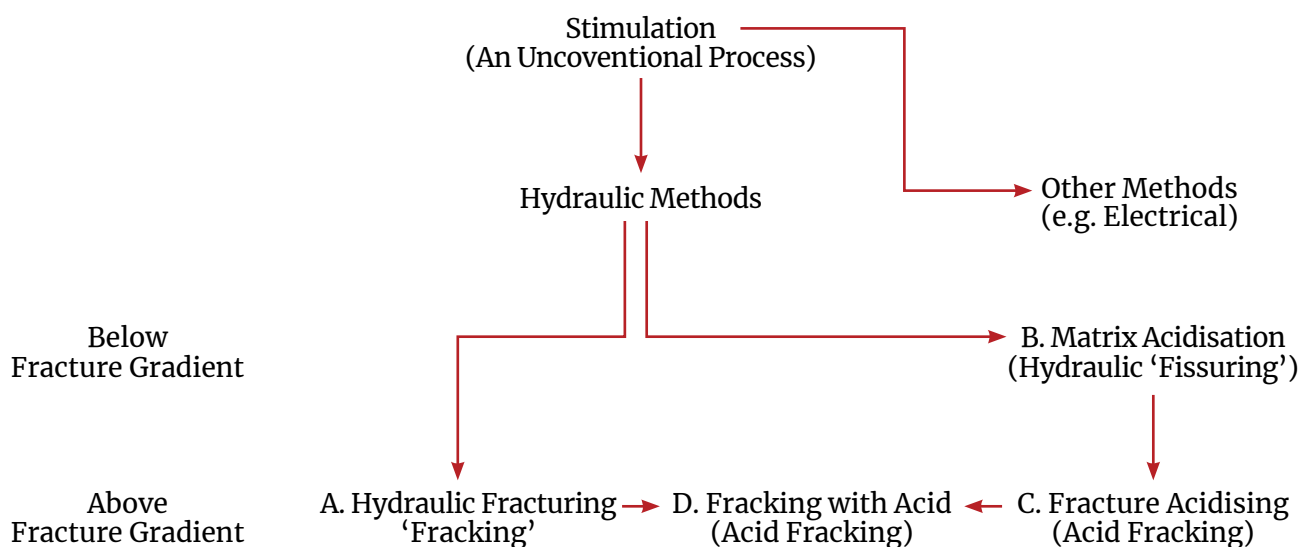 Stimulation
(An Uncoventional Process)
Hydraulic Methods
Other Methods
(e.g. Electrical)
Below
Fracture Gradient
B. Matrix Acidisation
(Hydraulic ‘Fissuring’)
Above
Fracture Gradient
A. Hydraulic Fracturing
‘Fracking’
D. Fracking with Acid
(Acid Fracking)
C. Fracture Acidising
(Acid Fracking)